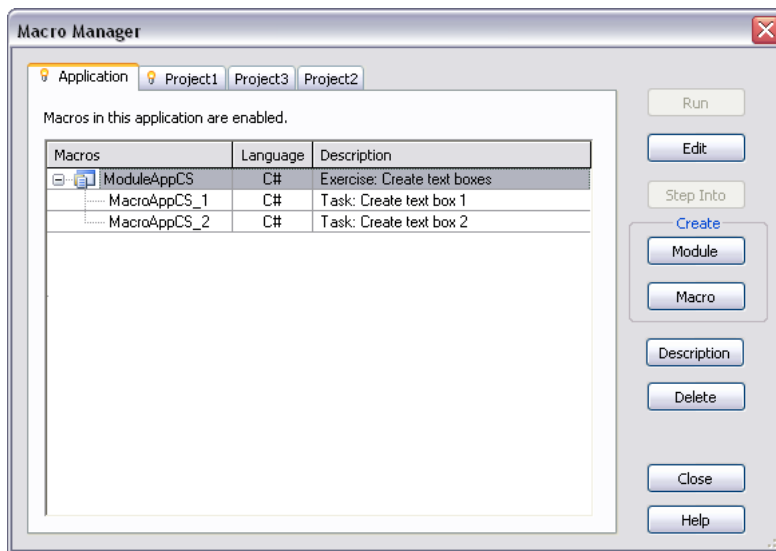 Macro Manager
Application Project1 Project3 Project2
Macros in this application are enabled.
Macros Language Description
ModuleAppCS C# Exercise: Create text boxes
MacroAppCS_1 C# Task: Create text box 1
MacroAppCS_2 C# Task: Create text box 2
Run
Edit
Step Into
Create
Module
Macro
Description
Delete
Close
Help